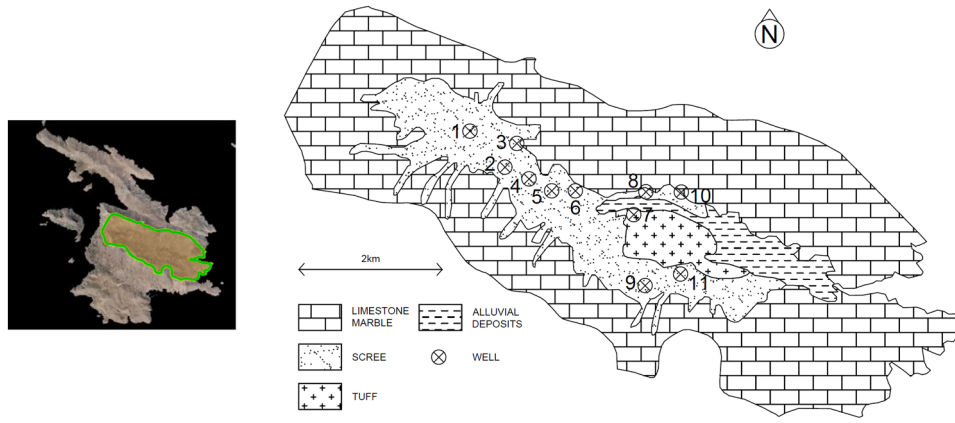 N
1
3
2
4
5
6
8
10
7
9
11
2km
LIMESTONE
MARBLE
ALLUVIAL
DEPOSITS
SCREE
WELL
TUFF